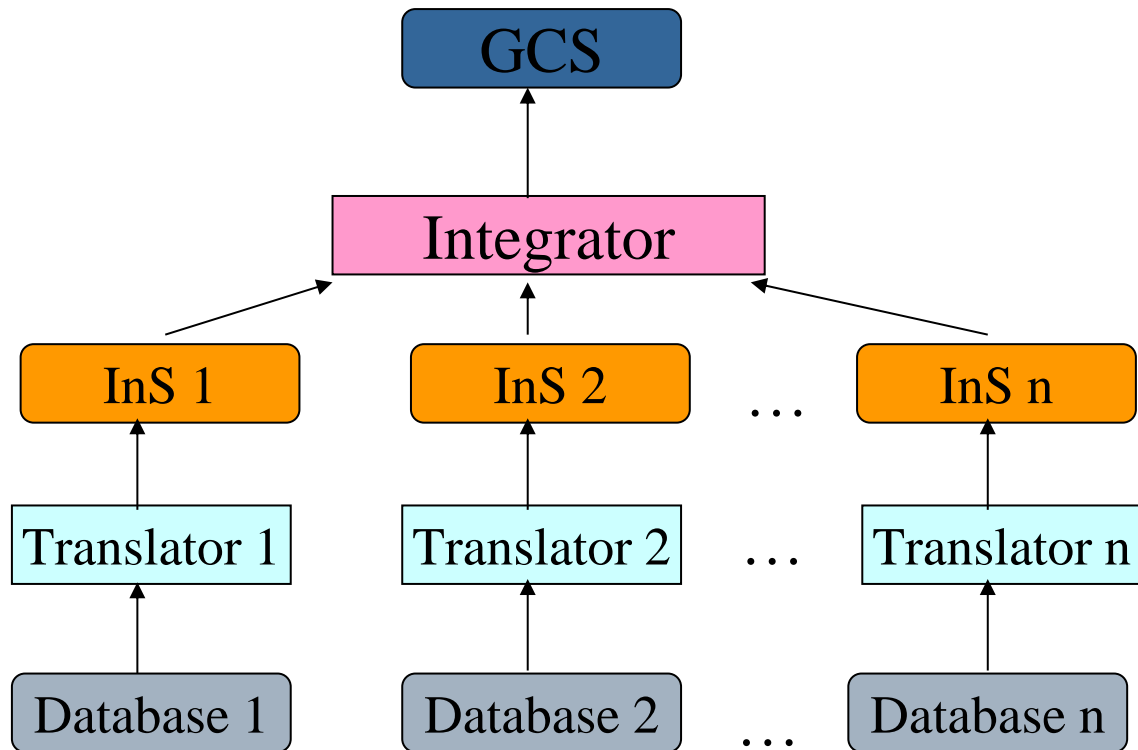 GCS
Integrator
InS 1 InS 2 … InS n
Translator 1 Translator 2 … Translator n
Database 1 Database 2 … Database n